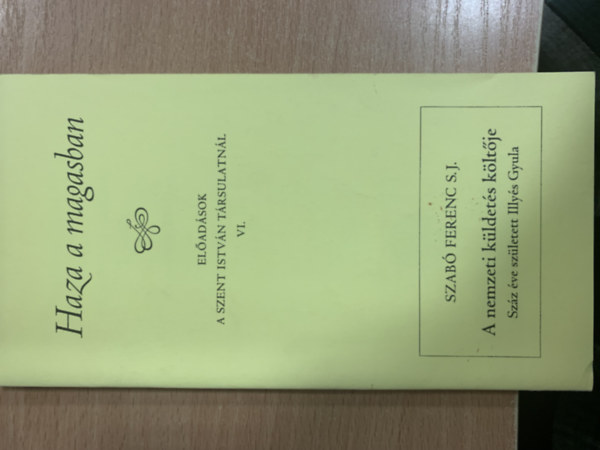 Haza a magasban
ELŐADÁSOK
A SZENT ISTVÁN TÁRSULATNÁL
VI.
SZABÓ FERENC S.J.
A nemzeti küldetés költője
Száz éve született Illyés Gyula